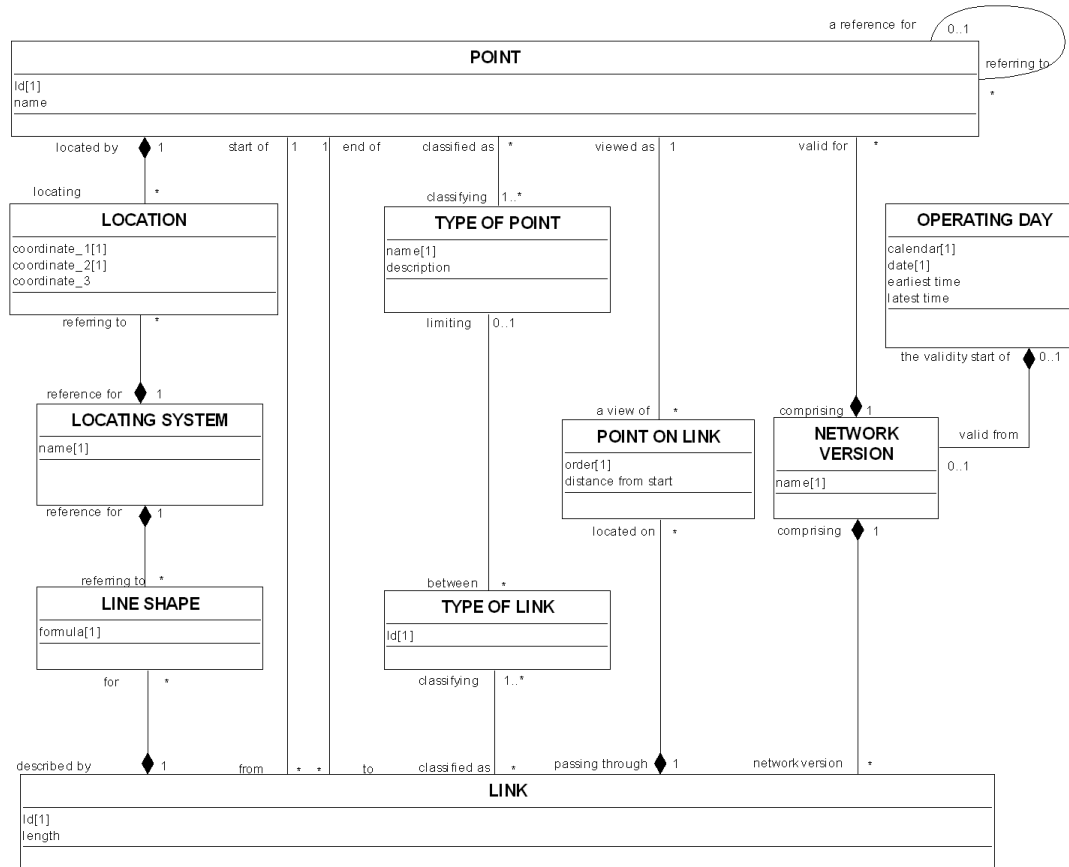 a reference for 0..1
POINT
referring to
Id[1]
name
*
located by 1 start of 1 1 end of classified as * viewed as 1 valid for *
locating * classifying 1..*
LOCATION TYPE OF POINT OPERATING DAY
coordinate_1[1] name[1] calendar[1]
coordinate_2[1] description date[1]
coordinate_3 earliest time
latest time
referring to * limiting 0..1
the validity start of 0..1
reference for 1 a view of * comprising 1
LOCATING SYSTEM POINT ON LINK NETWORK
VERSION
valid from
name[1] order[1] 0..1
distance from start name[1]
reference for 1 located on * comprising 1
referring to * between *
LINE SHAPE TYPE OF LINK
formula[1] Id[1]
for * classifying 1..*
described by 1 from * * to classified as * passing through 1 network version *
LINK
Id[1]
length